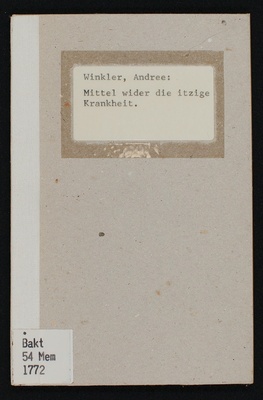 Winkler, Andree:
Mittel wider die itzige
Krankheit.
Bakt
54 Mem
1772